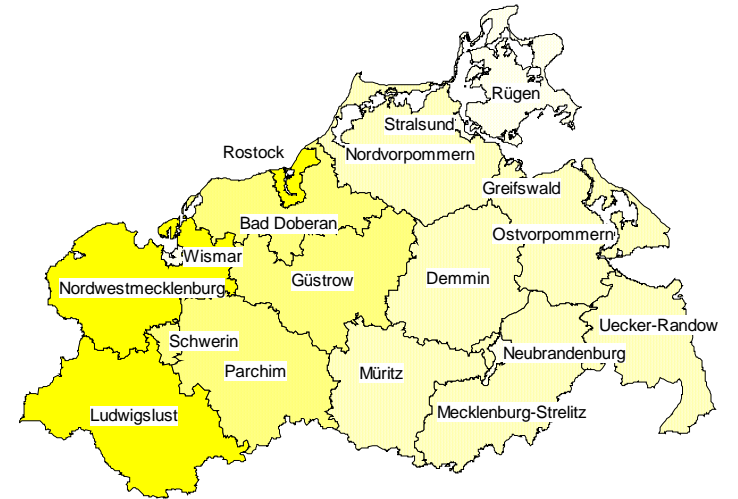 Rügen
Stralsund
Rostock
Nordvorpommern
Greifswald
Bad Doberan
Ostvorpommern
Wismar
Güstrow
Demmin
Nordwestmecklenburg
Uecker-Randow
Schwerin
Neubrandenburg
Parchim
Müritz
Ludwigslust
Mecklenburg-Strelitz